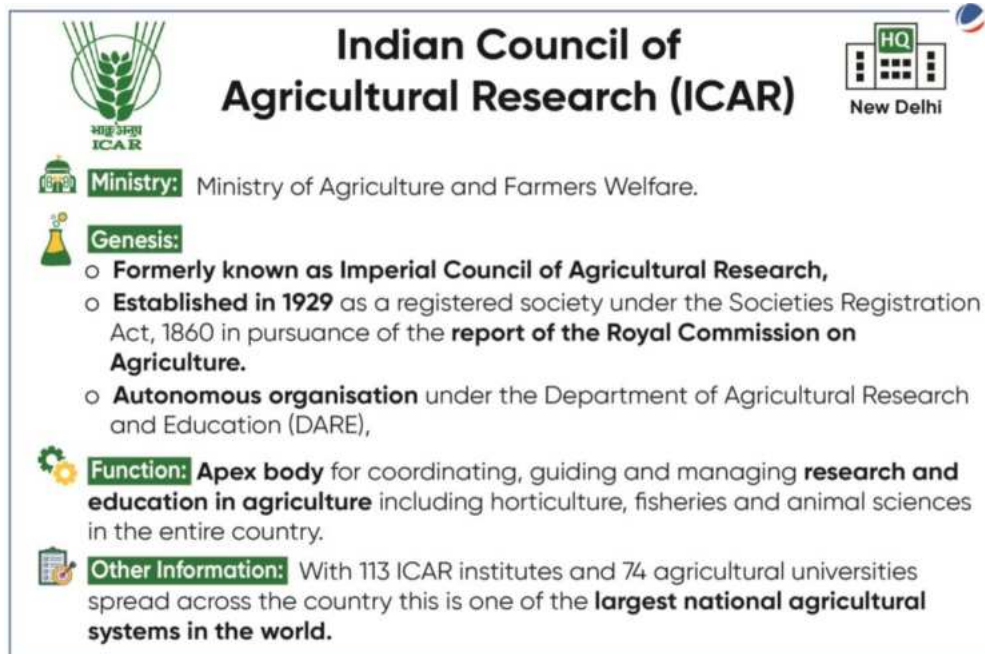 Indian Council of
Agricultural Research (ICAR)
HQ
New Delhi
भाकृअनुप
ICAR
Ministry: Ministry of Agriculture and Farmers Welfare.
Genesis:
o Formerly known as Imperial Council of Agricultural Research,
o Established in 1929 as a registered society under the Societies Registration
Act, 1860 in pursuance of the report of the Royal Commission on
Agriculture.
o Autonomous organisation under the Department of Agricultural Research
and Education (DARE),
Function: Apex body for coordinating, guiding and managing research and
education in agriculture including horticulture, fisheries and animal sciences
in the entire country.
Other Information: With 113 ICAR institutes and 74 agricultural universities
spread across the country this is one of the largest national agricultural
systems in the world.